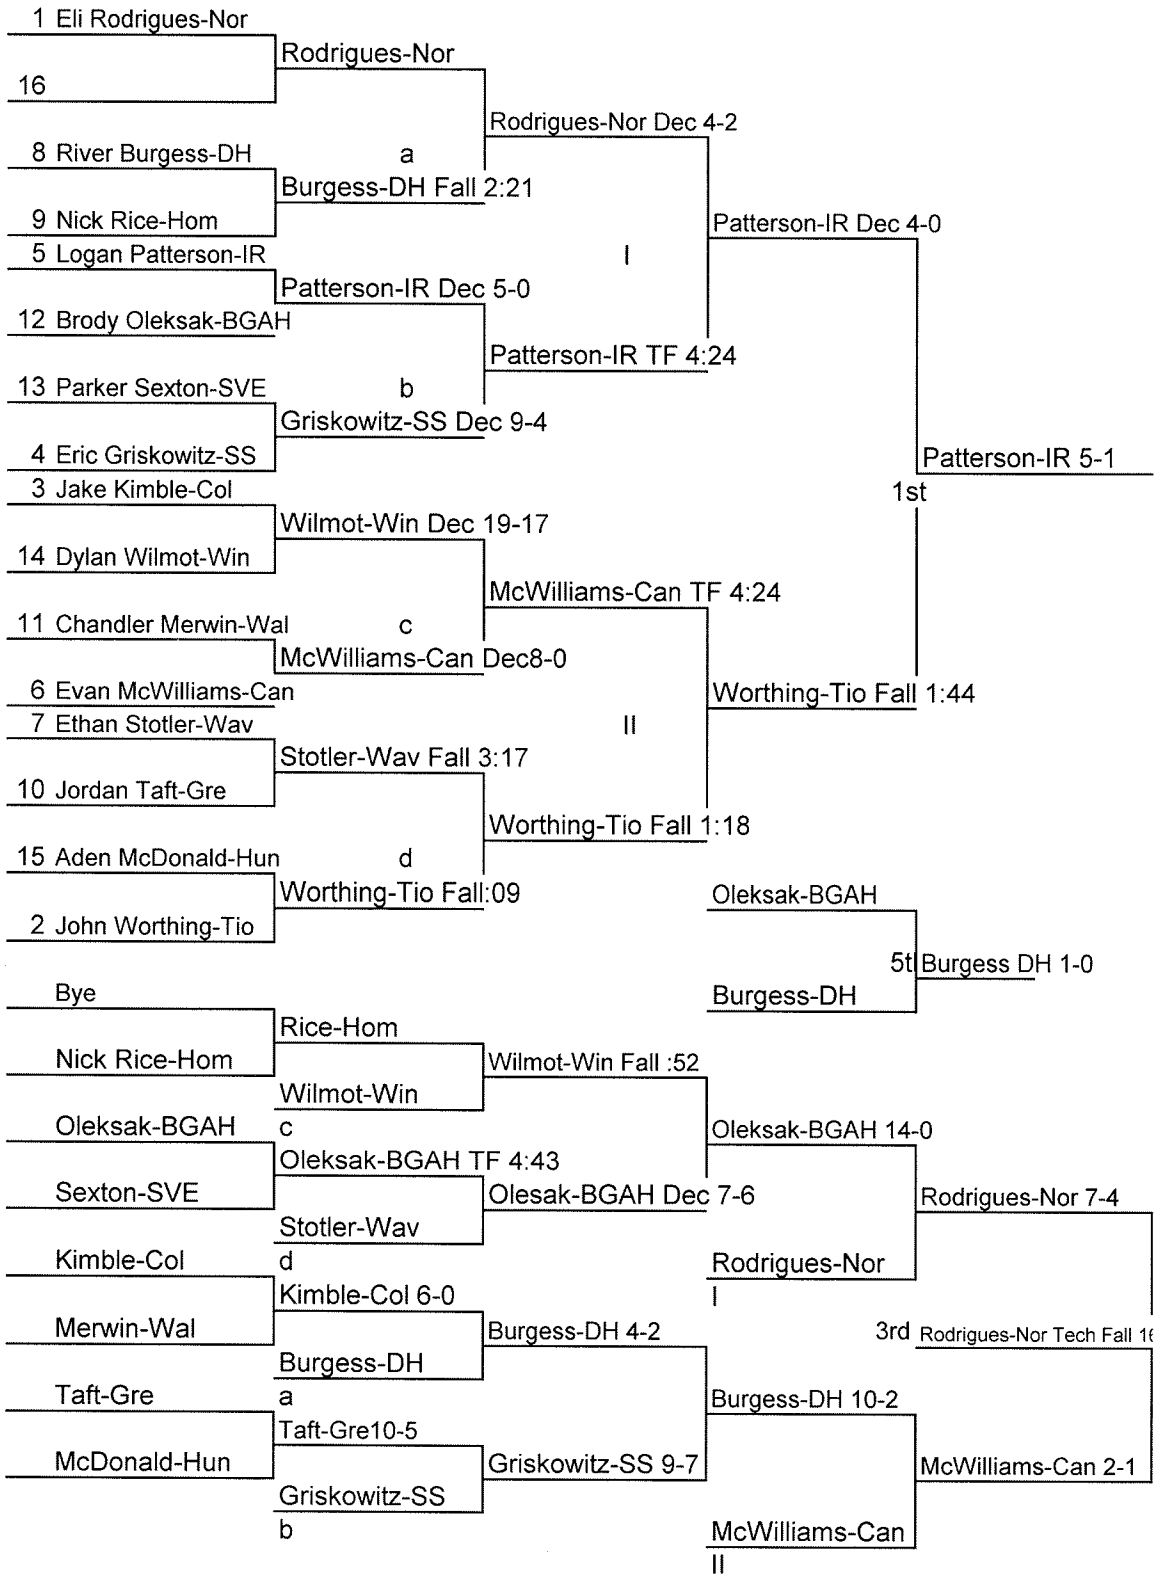 1 Eli Rodrigues-Nor
Rodrigues-Nor
16
Rodrigues-Nor Dec 4-2
8 River Burgess-DH
a
Burgess-DH Fall 2:21
9 Nick Rice-Hom
Patterson-IR Dec 4-0
5 Logan Patterson-IR
I
Patterson-IR Dec 5-0
12 Brody Oleksak-BGAH
Patterson-IR TF 4:24
13 Parker Sexton-SVE
b
Griskowitz-SS Dec 9-4
4 Eric Griskowitz-SS
Patterson-IR 5-1
3 Jake Kimble-Col
1st
Wilmot-Win Dec 19-17
14 Dylan Wilmot-Win
McWilliams-Can TF 4:24
11 Chandler Merwin-Wal
c
McWilliams-Can Dec8-0
6 Evan McWilliams-Can
Worthing-Tio Fall 1:44
7 Ethan Stotler-Wav
II
Stotler-Wav Fall 3:17
10 Jordan Taft-Gre
Worthing-Tio Fall 1:18
15 Aden McDonald-Hun
d
Worthing-Tio Fall:09
Oleksak-BGAH
2 John Worthing-Tio
5t
Burgess DH 1-0
Bye
Burgess-DH
Rice-Hom
Nick Rice-Hom
Wilmot-Win Fall :52
Wilmot-Win
Oleksak-BGAH
c
Oleksak-BGAH 14-0
Oleksak-BGAH TF 4:43
Sexton-SVE
Olesak-BGAH Dec 7-6
Rodrigues-Nor 7-4
Stotler-Wav
Kimble-Col
d
Rodrigues-Nor
Kimble-Col 6-0
I
Merwin-Wal
Burgess-DH 4-2
3rd
Rodrigues-Nor Tech Fall 16
Burgess-DH
Taft-Gre
a
Burgess-DH 10-2
Taft-Gre10-5
McDonald-Hun
Griskowitz-SS 9-7
McWilliams-Can 2-1
Griskowitz-SS
b
McWilliams-Can
II